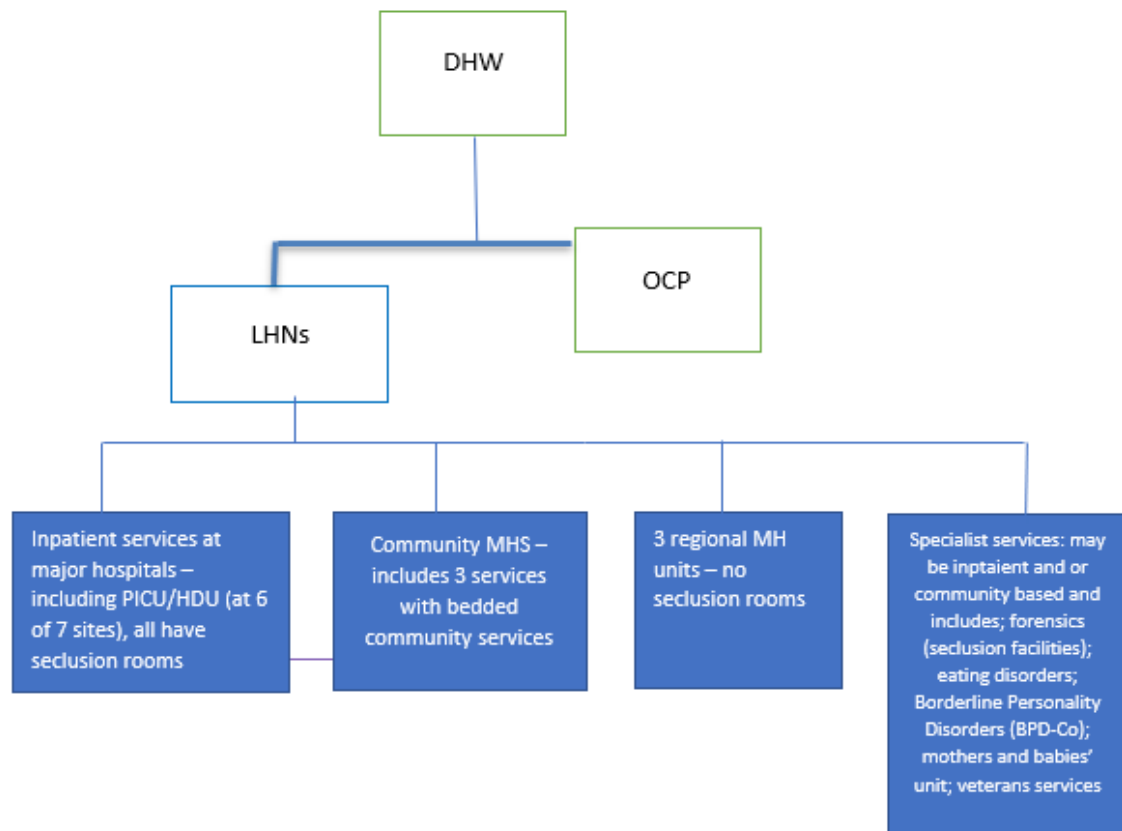 DHW
OCP
LHNs
Inpatient services at
major hospitals –
including PICU/HDU (at 6
of 7 sites), all have
seclusion rooms
Community MHS –
includes 3 services
with bedded
community services
3 regional MH
units – no
seclusion rooms
Specialist services: may
be inptaient and or
community based and
includes; forensics
(seclusion facilities);
eating disorders;
Borderline Personality
Disorders (BPD-Co);
mothers and babies’
unit; veterans services